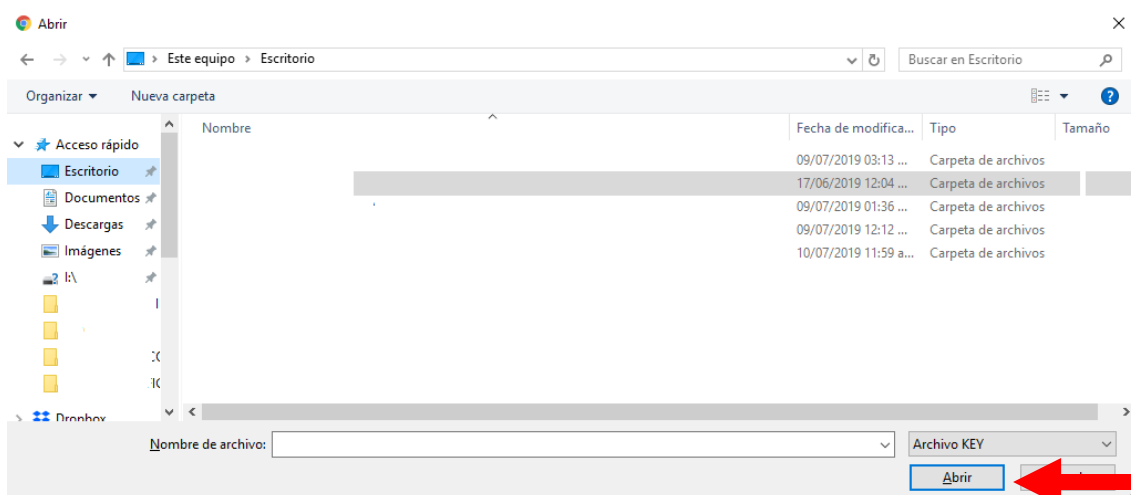 Abrir
Este equipo > Escritorio
Buscar en Escritorio
Organizar
Nueva carpeta
Nombre
Fecha de modifica...
Tipo
Tamaño
Acceso rápido
Escritorio
Documentos
Descargas
Imágenes
I:\
Dropbox
09/07/2019 03:13 ... Carpeta de archivos
17/06/2019 12:04 ... Carpeta de archivos
09/07/2019 01:36 ... Carpeta de archivos
09/07/2019 12:12 ... Carpeta de archivos
10/07/2019 11:59 a... Carpeta de archivos
Nombre de archivo:
Archivo KEY
Abrir